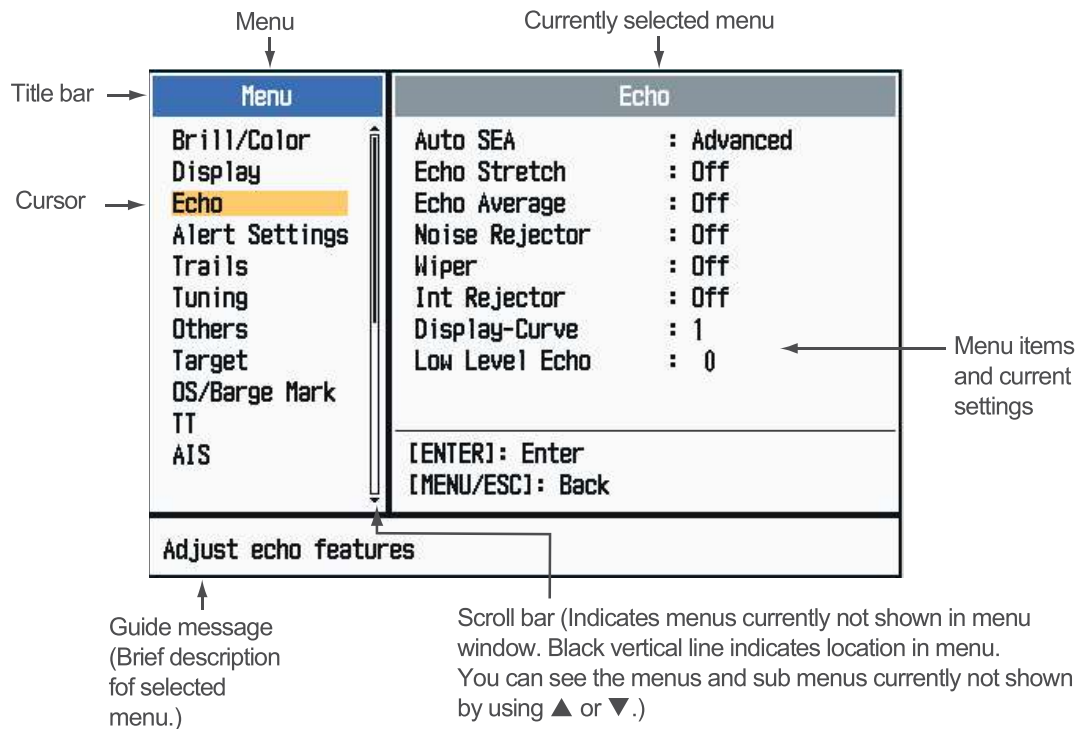 Menu
Currently selected menu
Title bar
Menu
Echo
Brill/Color
Display
Echo
Alert Settings
Trails
Tuning
Others
Target
OS/Barge Mark
TT
AIS
Cursor
Auto SEA : Advanced
Echo Stretch : Off
Echo Average : Off
Noise Rejector : Off
Wiper : Off
Int Rejector : Off
Display-Curve : 1
Low Level Echo : 0
Menu items
and current
settings
[ENTER]: Enter
[MENU/ESC]: Back
Adjust echo features
Guide message
(Brief description
fof selected
menu.)
Scroll bar (Indicates menus currently not shown in menu
window. Black vertical line indicates location in menu.
You can see the menus and sub menus currently not shown
by using ▲ or ▼.)